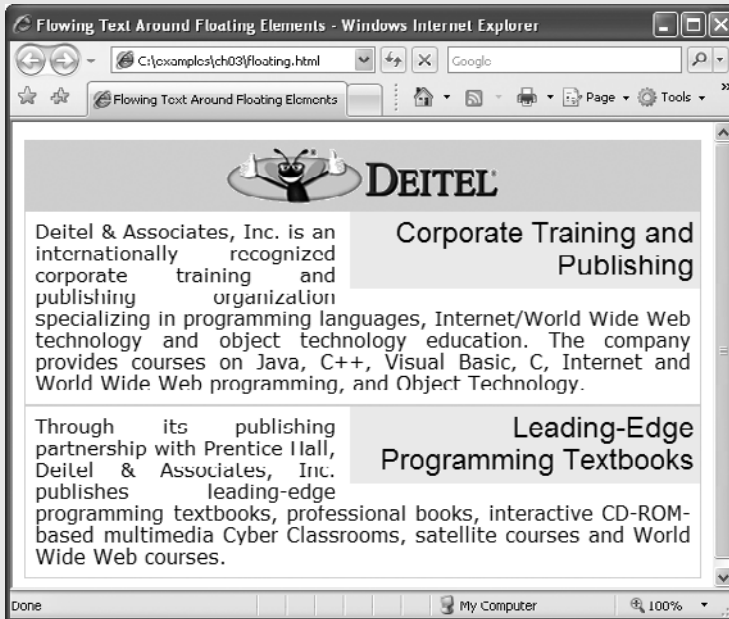 Flowing Text Around Floating Elements - Windows Internet Explorer
C:\examples\ch03\floating.html
Google
Flowing Text Around Floating Elements
Page
Tools
»
DEITEL
Deitel & Associates, Inc. is an
internationally recognized
corporate training and
publishing organization
Corporate Training and
Publishing
specializing in programming languages, Internet/World Wide Web
technology and object technology education. The company
provides courses on Java, C++, Visual Basic, C, Internet and
World Wide Web programming, and Object Technology.
Through its publishing
partnership with Prentice Hall,
Deitel & Associates, Inc.
publishes leading-edge
Leading-Edge
Programming Textbooks
programming textbooks, professional books, interactive CD-ROM-
based multimedia Cyber Classrooms, satellite courses and World
Wide Web courses.
Done
My Computer
100%